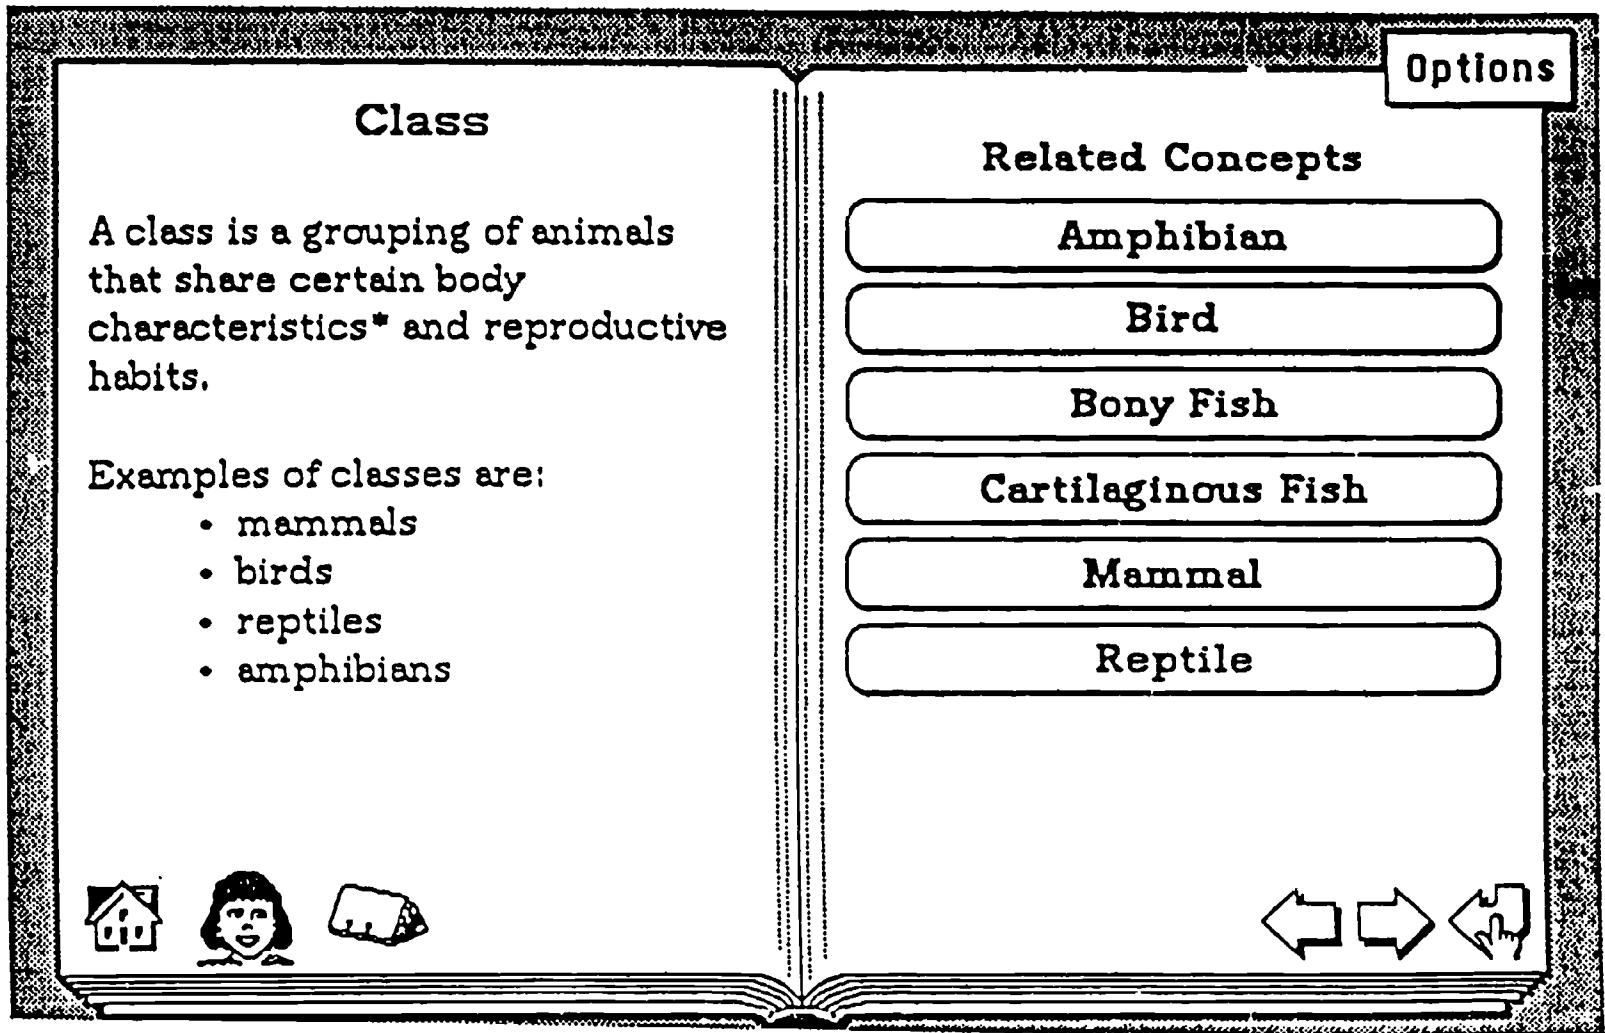 Options
Class
A class is a grouping of animals
that share certain body
characteristics* and reproductive
habits.
Examples of classes are:
• mammals
• birds
• reptiles
• amphibians
Related Concepts
Amphibian
Bird
Bony Fish
Cartilaginous Fish
Mammal
Reptile